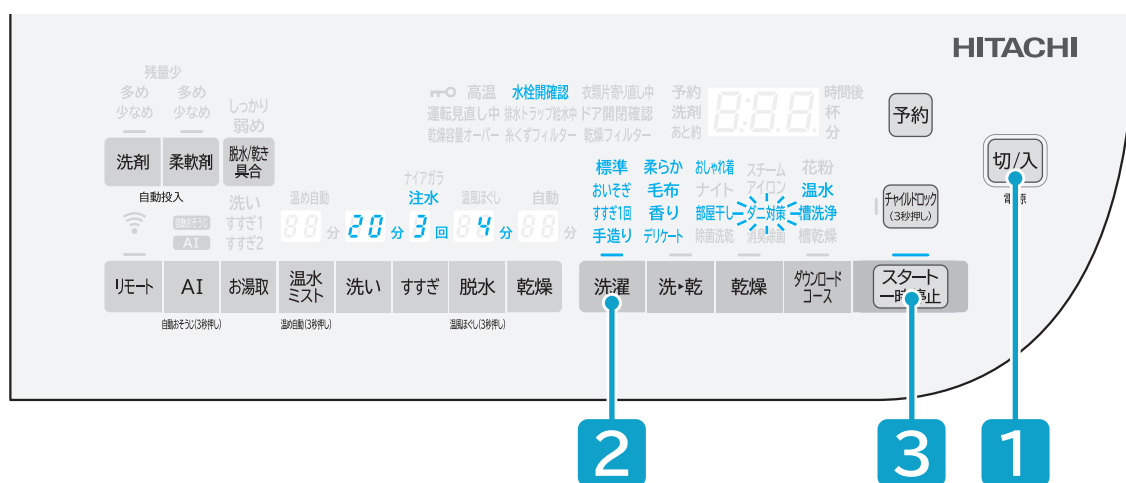 HITACHI
残量少
多め 多め
少なめ 少なめ しっかり
弱め
高温 水栓開確認 衣類片寄り直し中 予約 8:8.8. 時間後
運転見直し中 排水トラップ給水中 ドア開閉確認 洗剤 杯
乾燥容量オーバー 糸くずフィルター 乾燥フィルター あと約 分
予約
切/入
電源
洗剤 柔軟剤 脱水/乾き具合
自動投入
チャイルドロック
(3秒押し)
標準 柔らか おしゃれ着 スチーム 花粉
おいそぎ 毛布 ナイト アイロン 温水
すすぎ1回 香り 部屋干し ダニ対策 槽洗浄
手造り デリケート 除菌洗乾 消臭除菌 槽乾燥
ナイアガラ
洗い 温め自動 注水 温風ほぐし 自動
自動おそうじ すすぎ1
AI すすぎ2
88 分 20 分 3 回 84 分 88 分
リモート AI お湯取 温水ミスト 洗い すすぎ 脱水 乾燥 洗濯 洗▸乾 乾燥 ダウンロードコース スタート一時停止
自動おそうじ(3秒押し) 温め自動(3秒押し) 温風ほぐし(3秒押し)
2 3 1